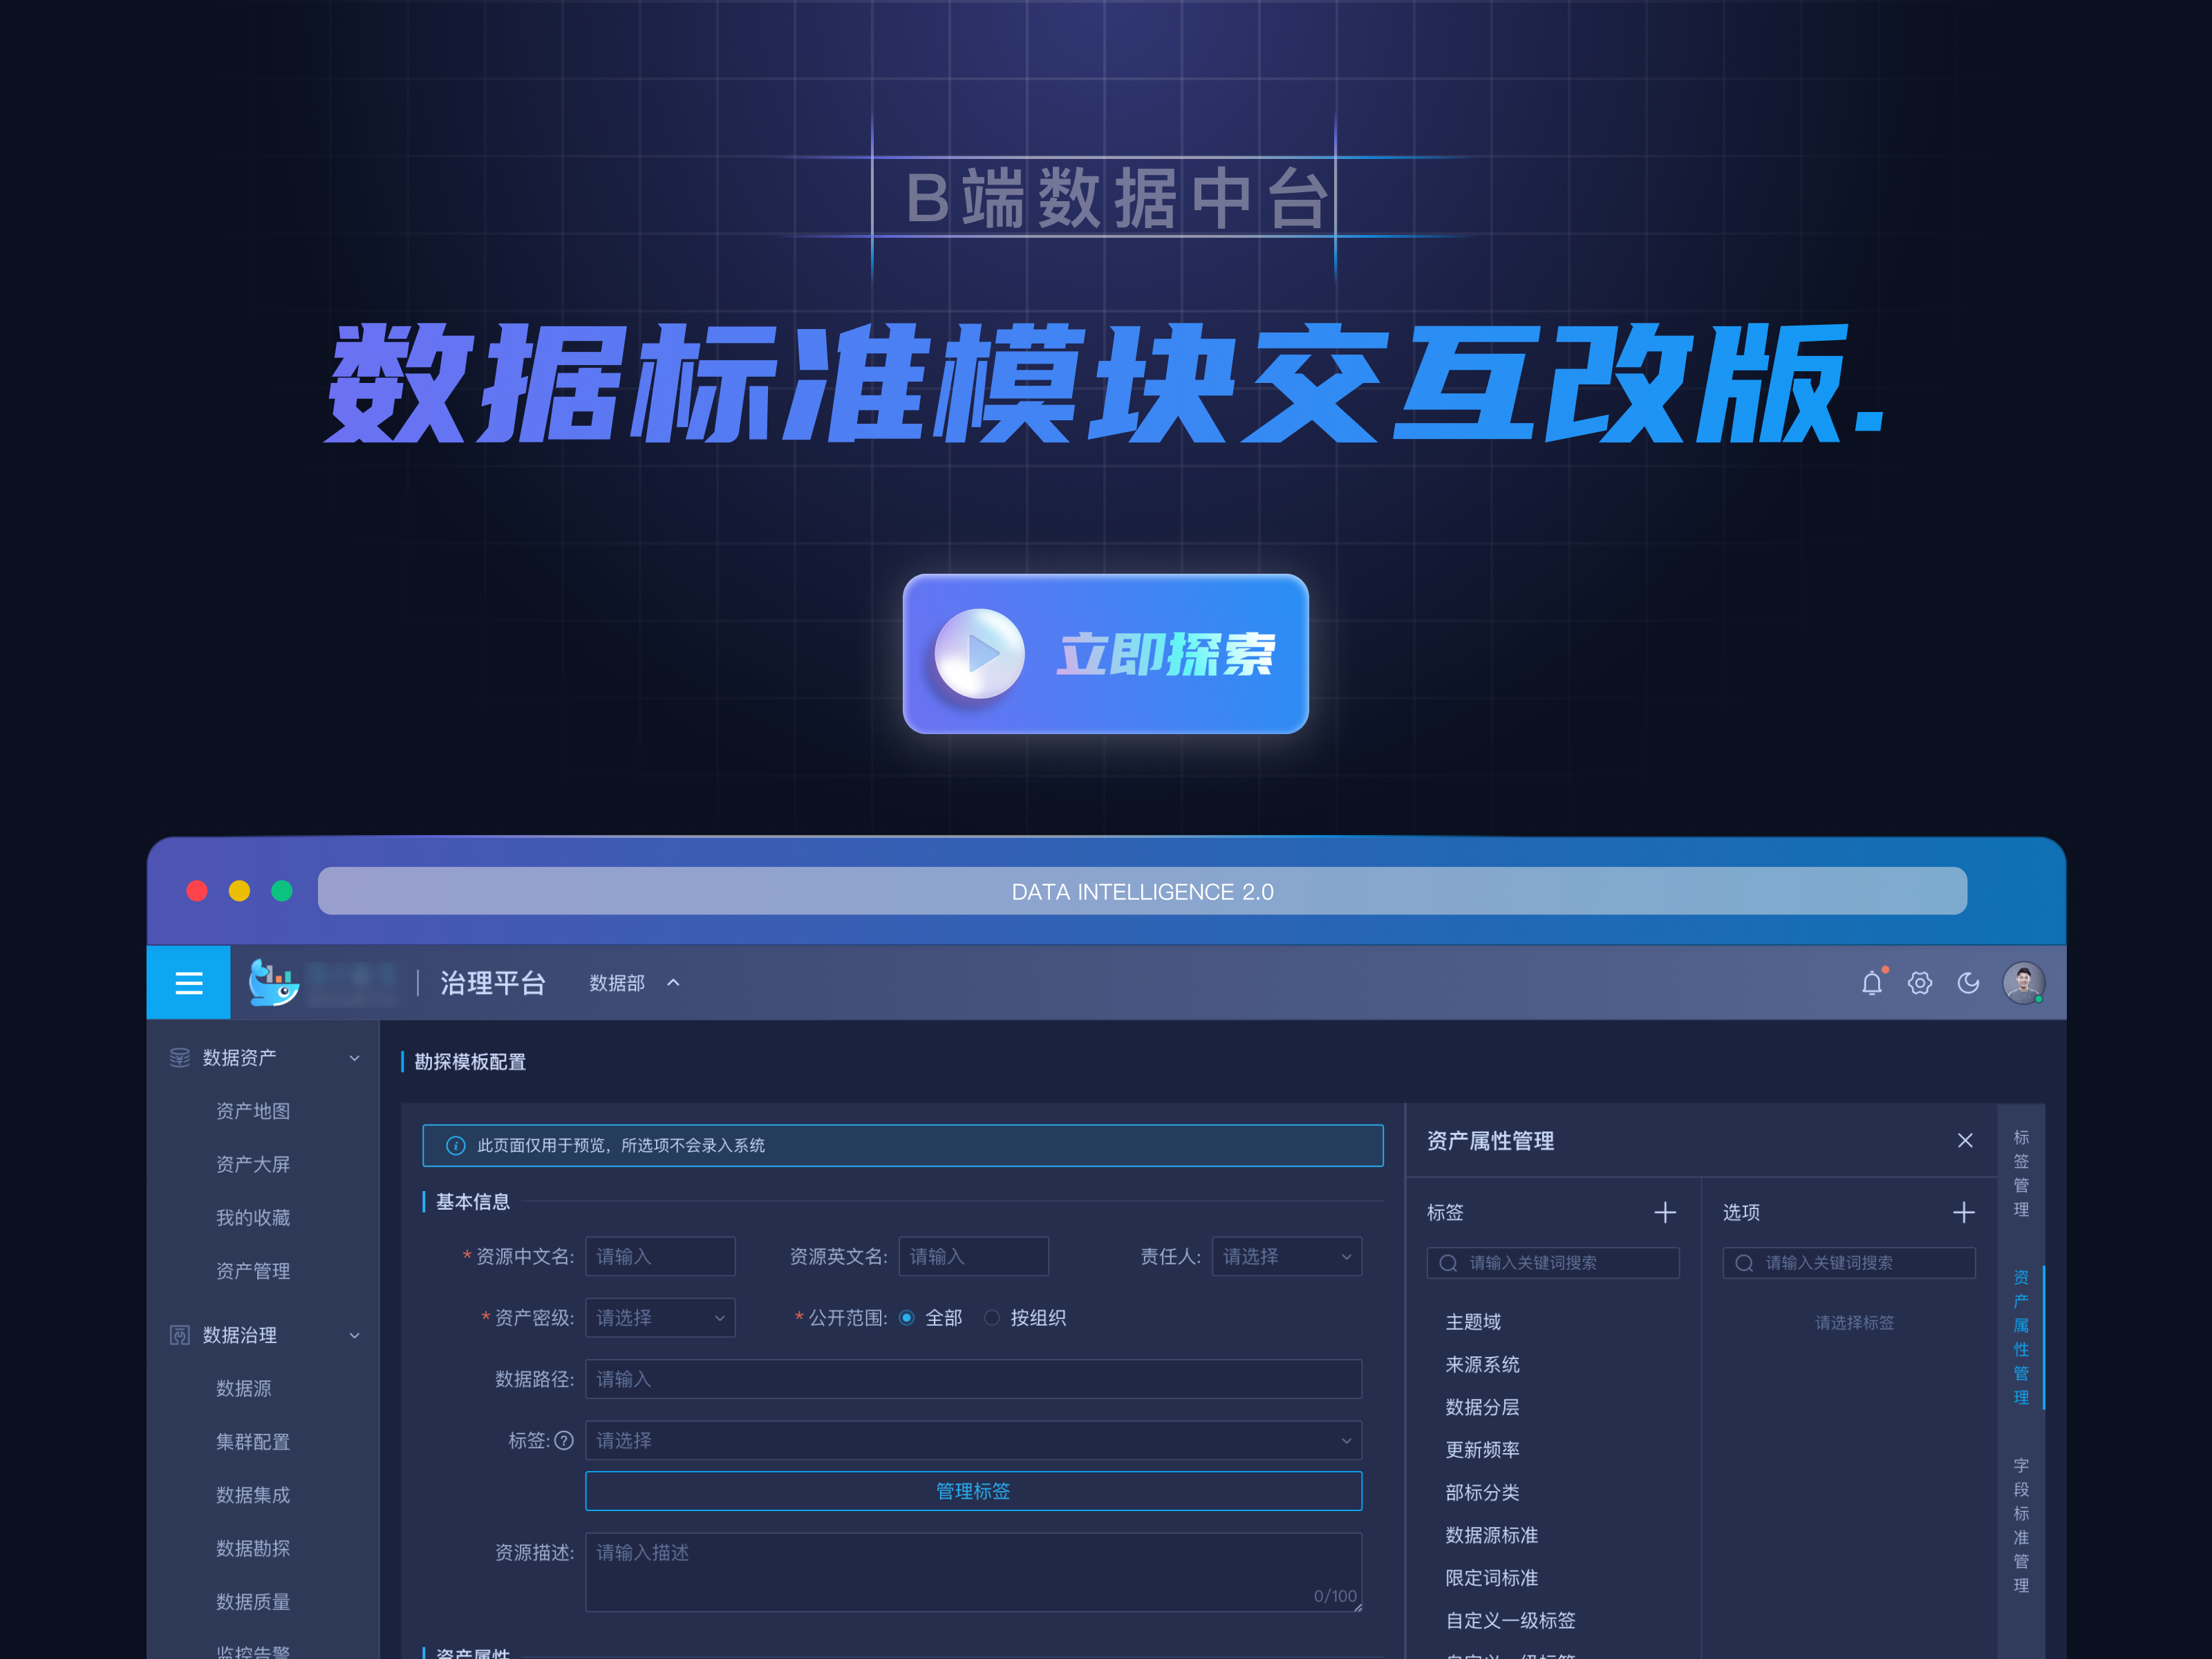 B端数据中台
数据标准模块交互改版.
立即探索
DATA INTELLIGENCE 2.0
治理平台 数据部
数据资产
资产地图
资产大屏
我的收藏
资产管理
数据治理
数据源
集群配置
数据集成
数据勘探
数据质量
监控告警
勘探模板配置
此页面仅用于预览，所选项不会录入系统
基本信息
* 资源中文名: 请输入 资源英文名: 请输入 责任人: 请选择
* 资产密级: 请选择 * 公开范围: 全部 按组织
数据路径: 请输入
标签: 请选择
管理标签
资源描述: 请输入描述
0/100
资产属性
资产属性管理
标签
请输入关键词搜索
主题域
来源系统
数据分层
更新频率
部标分类
数据源标准
限定词标准
自定义一级标签
自定义一级标签
选项
请输入关键词搜索
请选择标签
标签管理
资产属性管理
字段标准管理